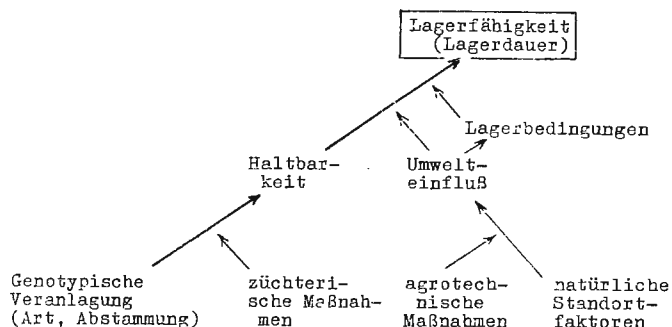 Lagerfähigkeit
(Lagerdauer)
Lagerbedingungen
Haltbar-
keit
Umwelt-
einfluß
Genotypische
Veranlagung
(Art, Abstammung)
züchteri-
sche Maßnah-
men
agrotech-
nische
Maßnahmen
natürliche
Standort-
faktoren